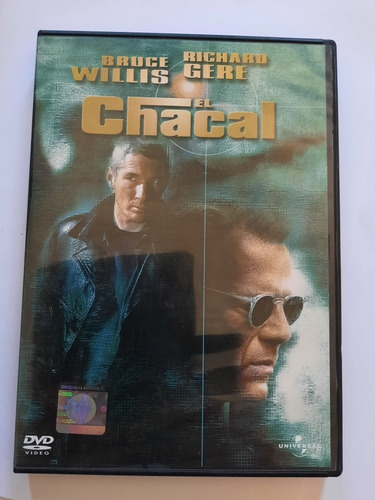 BRUCE WILLIS
RICHARD GERE
EL
Chacal
DVD
VIDEO
UNIVERSAL